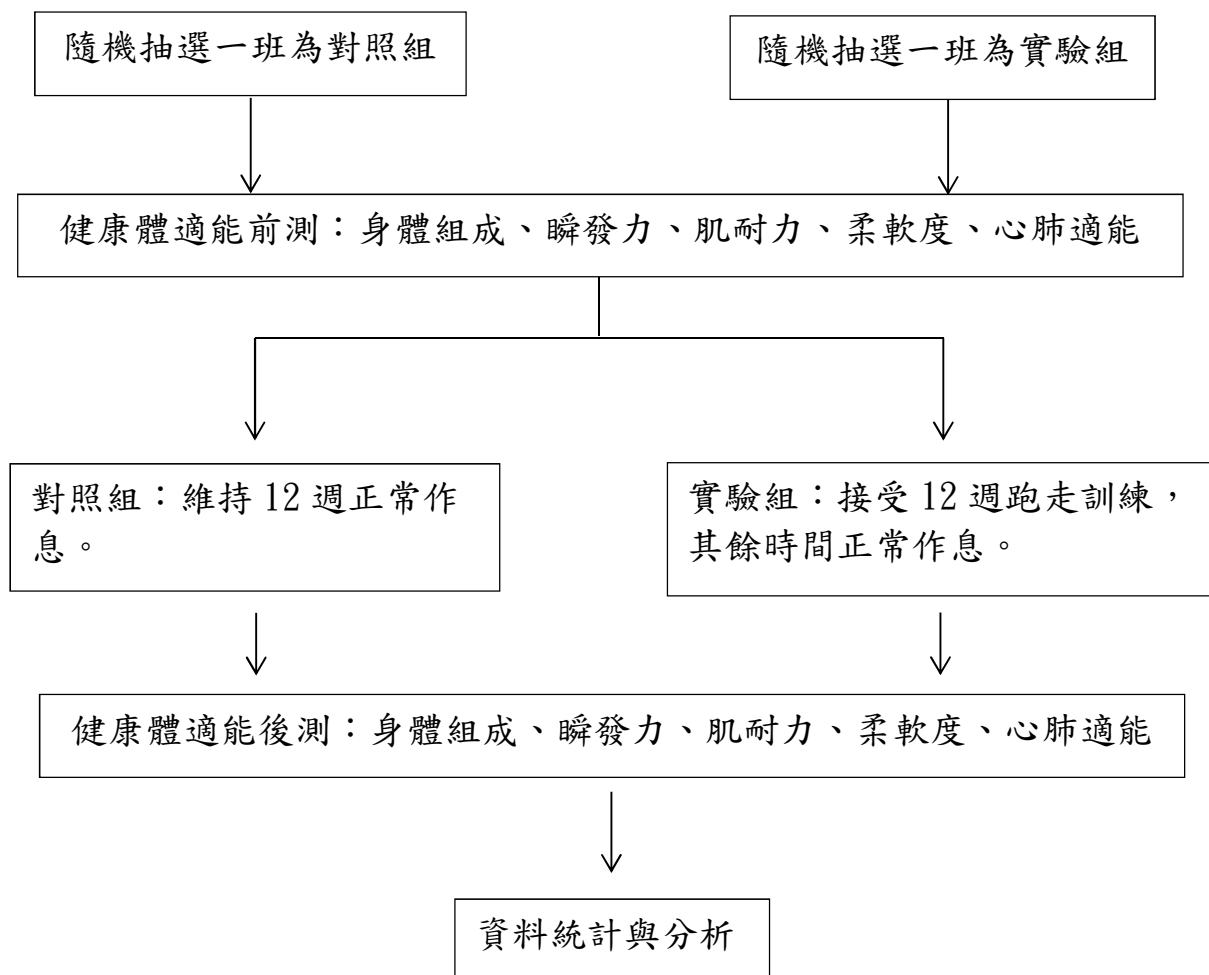 隨機抽選一班為對照組
隨機抽選一班為實驗組
健康體適能前測：身體組成、瞬發力、肌耐力、柔軟度、心肺適能
對照組：維持 12 週正常作
息。
實驗組：接受 12 週跑走訓練，
其餘時間正常作息。
健康體適能後測：身體組成、瞬發力、肌耐力、柔軟度、心肺適能
資料統計與分析